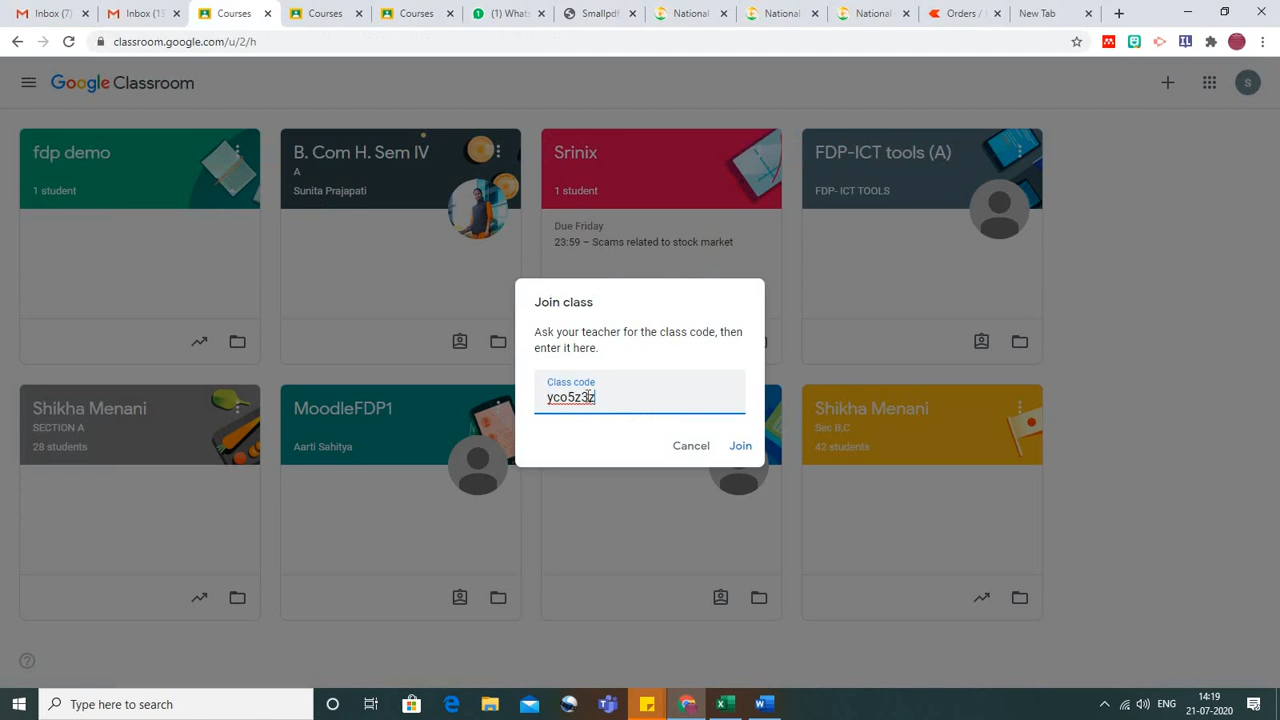 Inbox (7)
Inbox (13
Courses
Courses
Courses
(1) Whats
Smallpdf
National
National
National
Orders /
New Tab
classroom.google.com/u/2/h
Google Classroom
S
fdp demo
1 student
B. Com H. Sem IV
A
Sunita Prajapati
Srinix
1 student
Due Friday
23:59 – Scams related to stock market
FDP-ICT tools (A)
FDP- ICT TOOLS
Join class
Ask your teacher for the class code, then
enter it here.
Class code
yco5z3z
Cancel
Join
Shikha Menani
SECTION A
28 students
MoodleFDP1
Aarti Sahitya
Shikha Menani
Sec B,C
42 students
Type here to search
ENG
14:19
21-07-2020